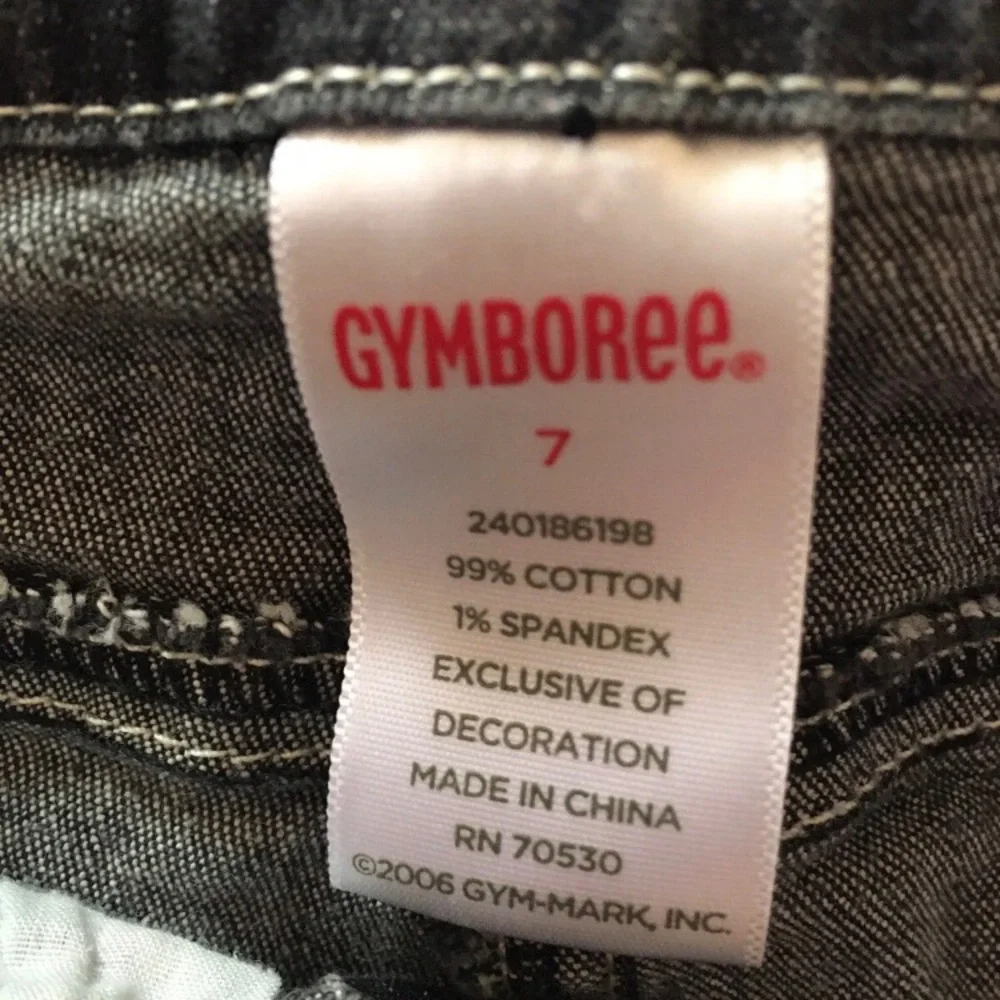 GYMBOREE®
7
240186198
99% COTTON
1% SPANDEX
EXCLUSIVE OF
DECORATION
MADE IN CHINA
RN 70530
©2006 GYM-MARK, INC.